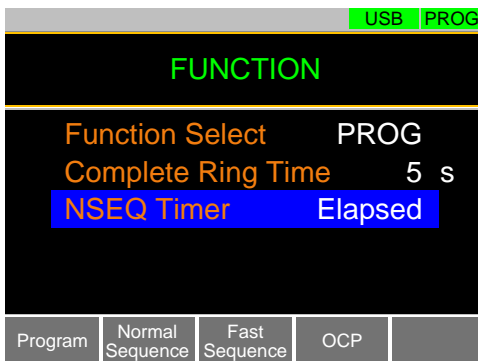 USB PROG
FUNCTION
Function Select PROG
Complete Ring Time 5 s
NSEQ Timer Elapsed
Program Normal Sequence Fast Sequence OCP